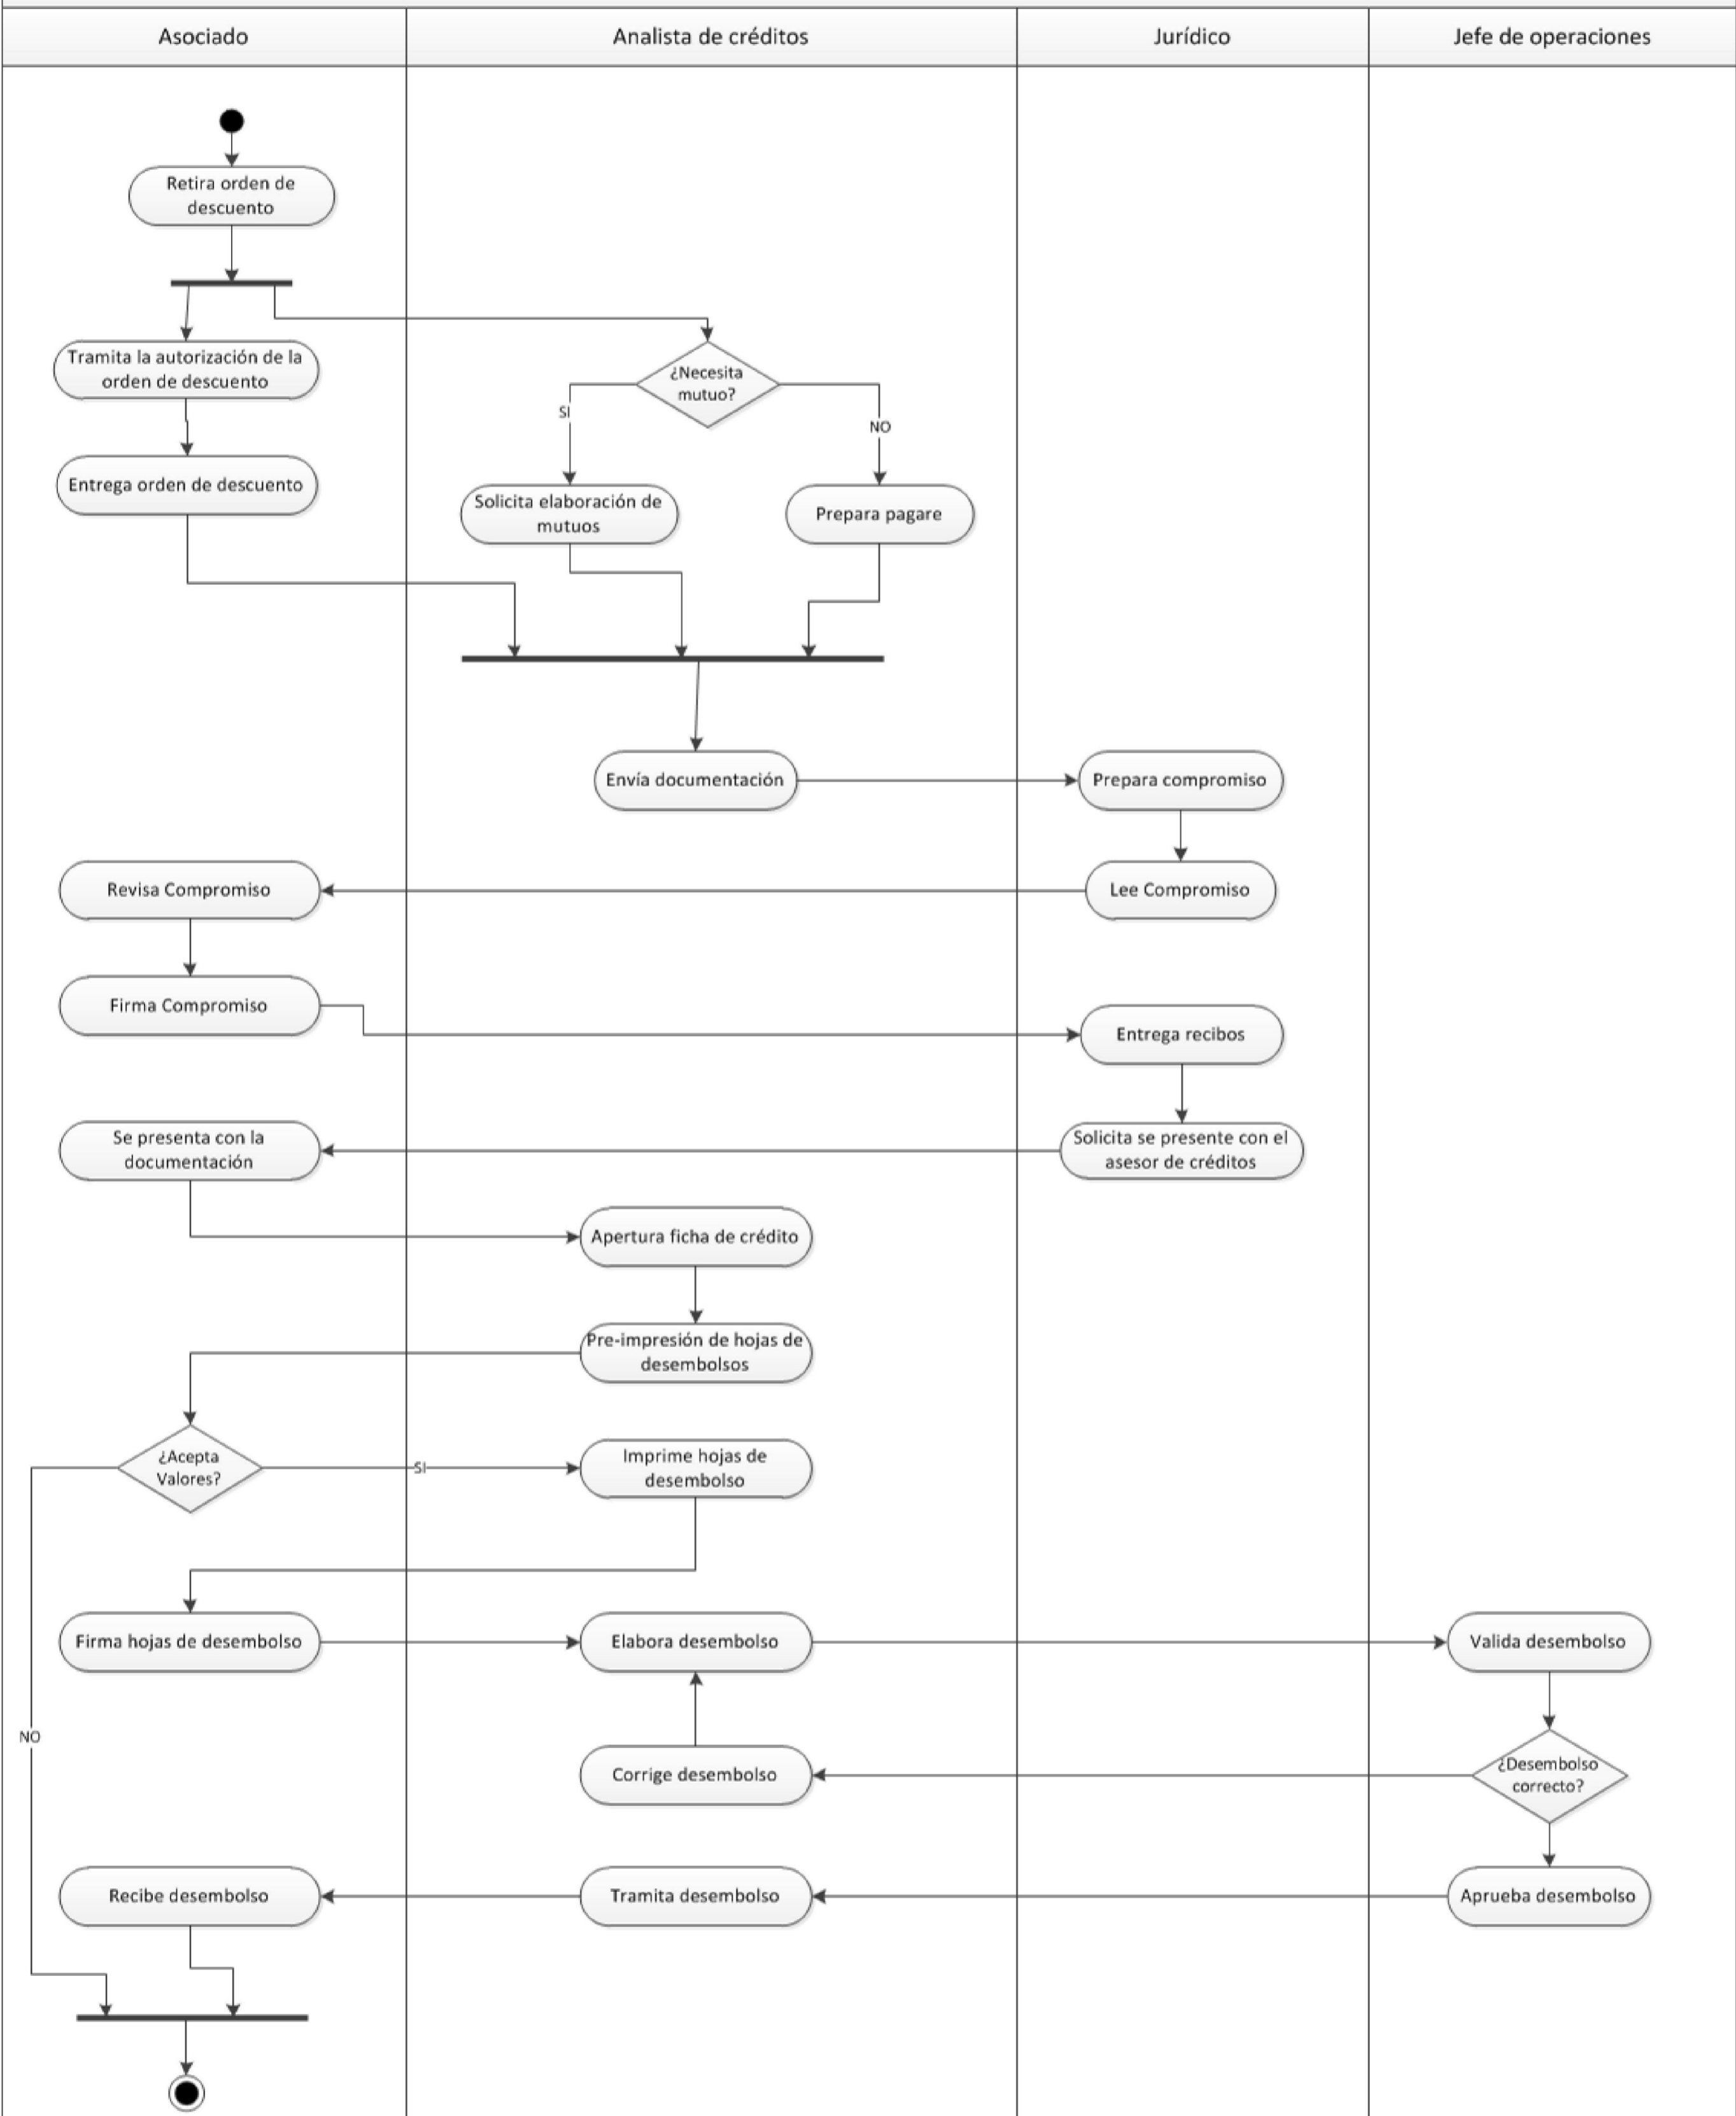 Asociado
Analista de créditos
Jurídico
Jefe de operaciones
Retira orden de
descuento
Tramita la autorización de la
orden de descuento
¿Necesita
mutuo?
SI
NO
Entrega orden de descuento
Solicita elaboración de
mutuos
Prepara pagare
Envía documentación
Prepara compromiso
Revisa Compromiso
Lee Compromiso
Firma Compromiso
Entrega recibos
Se presenta con la
documentación
Solicita se presente con el
asesor de créditos
Apertura ficha de crédito
Pre-impresión de hojas de
desembolsos
¿Acepta
Valores?
SI
Imprime hojas de
desembolso
Firma hojas de desembolso
Elabora desembolso
Valida desembolso
NO
Corrige desembolso
¿Desembolso
correcto?
Recibe desembolso
Tramita desembolso
Aprueba desembolso